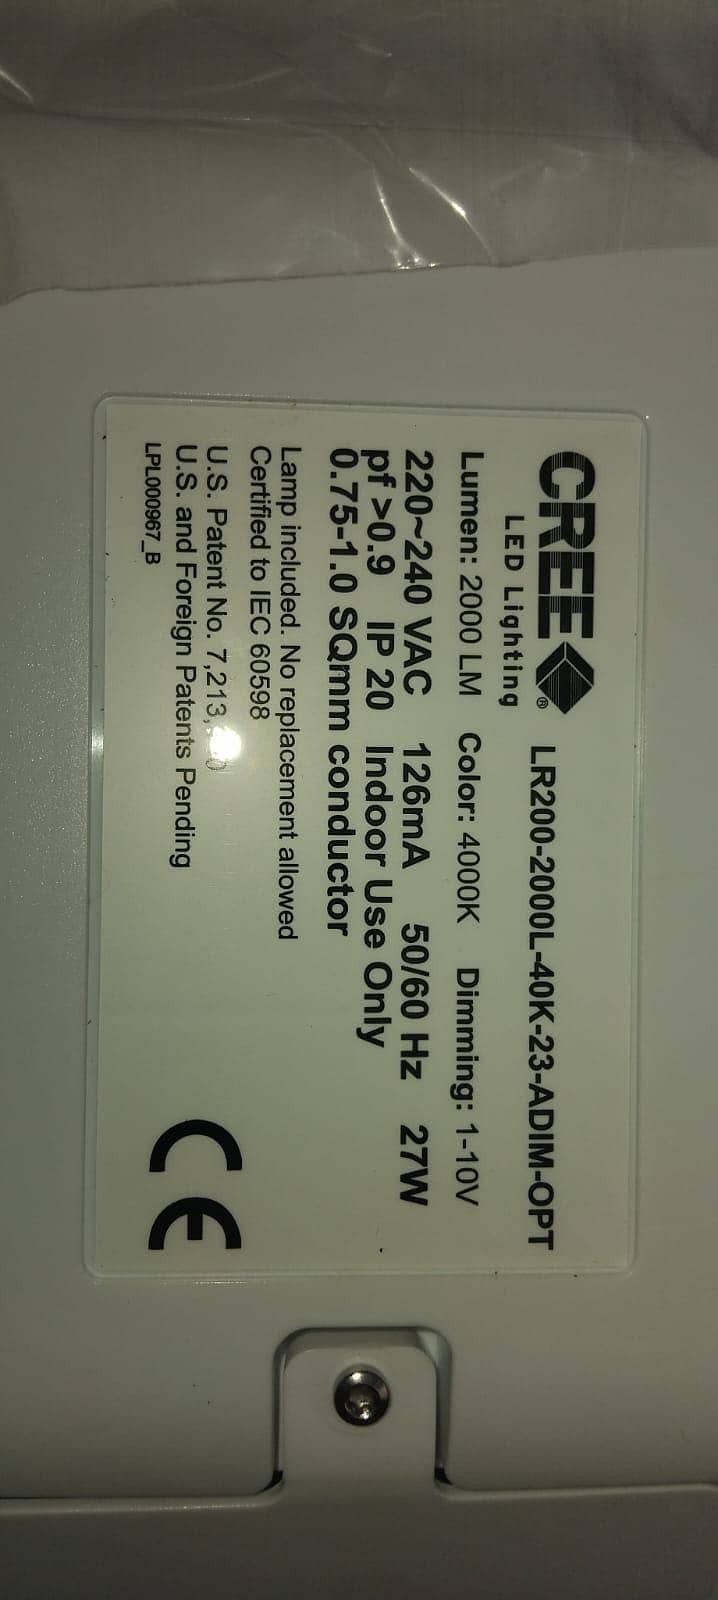 CREE ® LR200-2000L-40K-23-ADIM-OPT
LED Lighting
Lumen: 2000 LM Color: 4000K Dimming: 1-10V
220~240 VAC 126mA 50/60 Hz 27W
pf >0.9 IP 20 Indoor Use Only
0.75-1.0 SQmm conductor
Lamp included. No replacement allowed
Certified to IEC 60598
U.S. Patent No.
U.S. and Foreign Patents Pending
LPL000967_B
CE